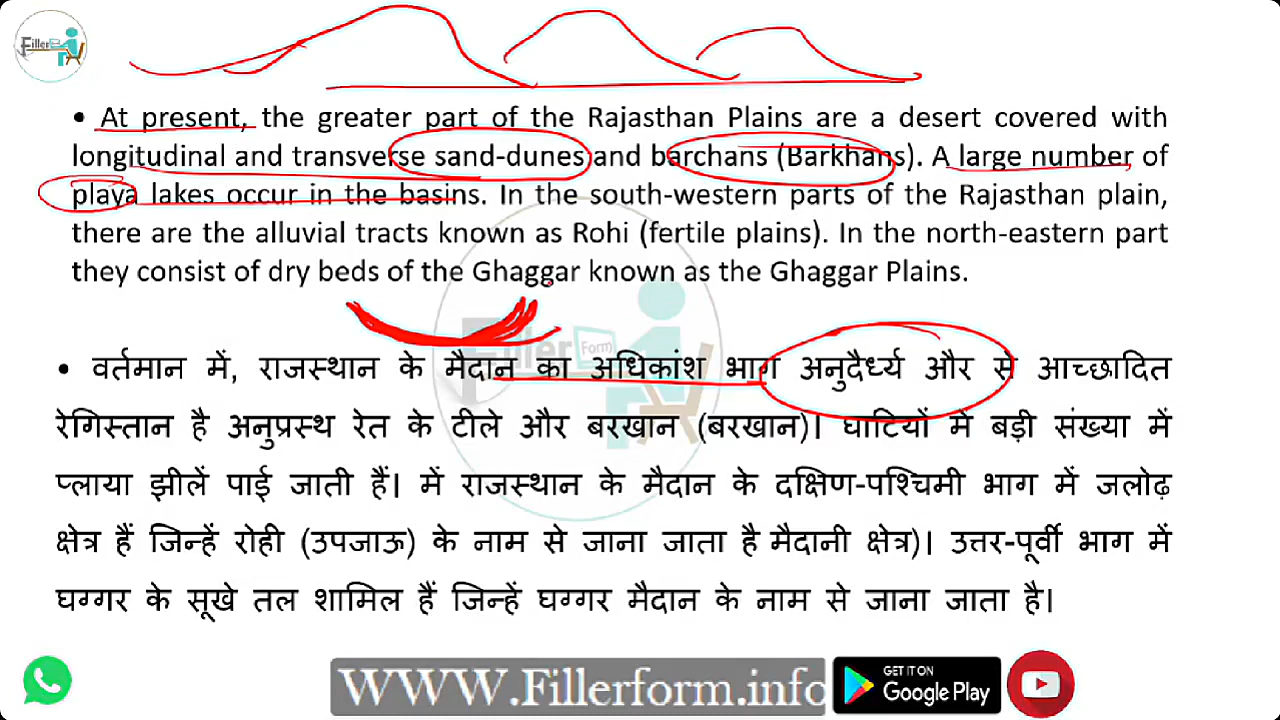 Filler
• At present, the greater part of the Rajasthan Plains are a desert covered with
longitudinal and transverse sand-dunes and barchans (Barkhans). A large number of
playa lakes occur in the basins. In the south-western parts of the Rajasthan plain,
there are the alluvial tracts known as Rohi (fertile plains). In the north-eastern part
they consist of dry beds of the Ghaggar known as the Ghaggar Plains.
Filler Form
• वर्तमान में, राजस्थान के मैदान का अधिकांश भाग अनुदैर्ध्य और से आच्छादित
रेगिस्तान है अनुप्रस्थ रेत के टीले और बरखान (बरखान)। घाटियों में बड़ी संख्या में
प्लाया झीलें पाई जाती हैं। में राजस्थान के मैदान के दक्षिण-पश्चिमी भाग में जलोढ़
क्षेत्र हैं जिन्हें रोही (उपजाऊ) के नाम से जाना जाता है मैदानी क्षेत्र)। उत्तर-पूर्वी भाग में
घग्गर के सूखे तल शामिल हैं जिन्हें घग्गर मैदान के नाम से जाना जाता है।
WWW.Fillerform.info
GET IT ON
Google Play